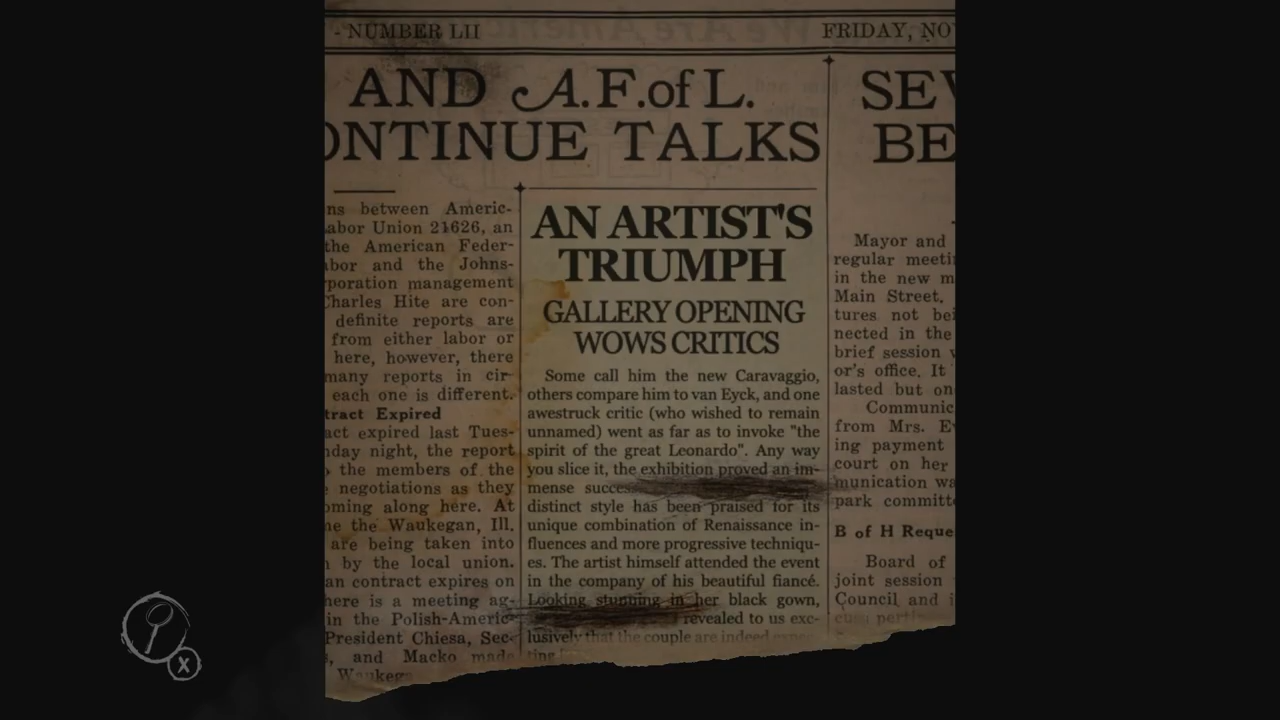 - NUMBER LII
FRIDAY, NO
AND A.F.of L.
ONTINUE TALKS
SE
BE
ns between Americ-
abor Union 21626, an
the American Feder-
abor and the Johns-
poration management
Charles Hite are con-
definite reports are
from either labor or
here, however, there
many reports in cir-
each one is different.
tract Expired
act expired last Tues-
day night, the report
the members of the
negotiations as they
oming along here. At
e the Waukegan, Ill.
are being taken into
by the local union.
an contract expires on
here is a meeting ag-
in the Polish-Americ-
President Chiesa, Sec-
, and Macko made
Waukeg
AN ARTIST'S
TRIUMPH
GALLERY OPENING
WOWS CRITICS
Some call him the new Caravaggio,
others compare him to van Eyck, and one
awestruck critic (who wished to remain
unnamed) went as far as to invoke "the
spirit of the great Leonardo". Any way
you slice it, the exhibition proved an im-
mense succes
distinct style has been praised for its
unique combination of Renaissance in-
fluences and more progressive techniqu-
es. The artist himself attended the event
in the company of his beautiful fiancé.
Looking stunning in her black gown,
revealed to us exc-
lusively that the couple are indeed expec-
ting
Mayor and
regular meeti
in the new m
Main Street.
tures not bei
nected in the
brief session
or's office. It
lasted but on
Communic
from Mrs. E
ing payment
court on her
munication wa
park committ
B of H Reque
Board of
joint session
Council and i
cum perti
X